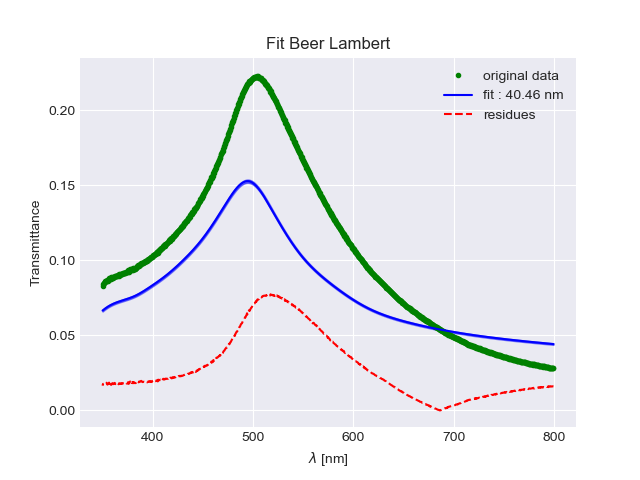 Fit Beer Lambert
original data
fit : 40.46 nm
residues
Transmittance
0.20
0.15
0.10
0.05
0.00
400 500 600 700 800
λ [nm]